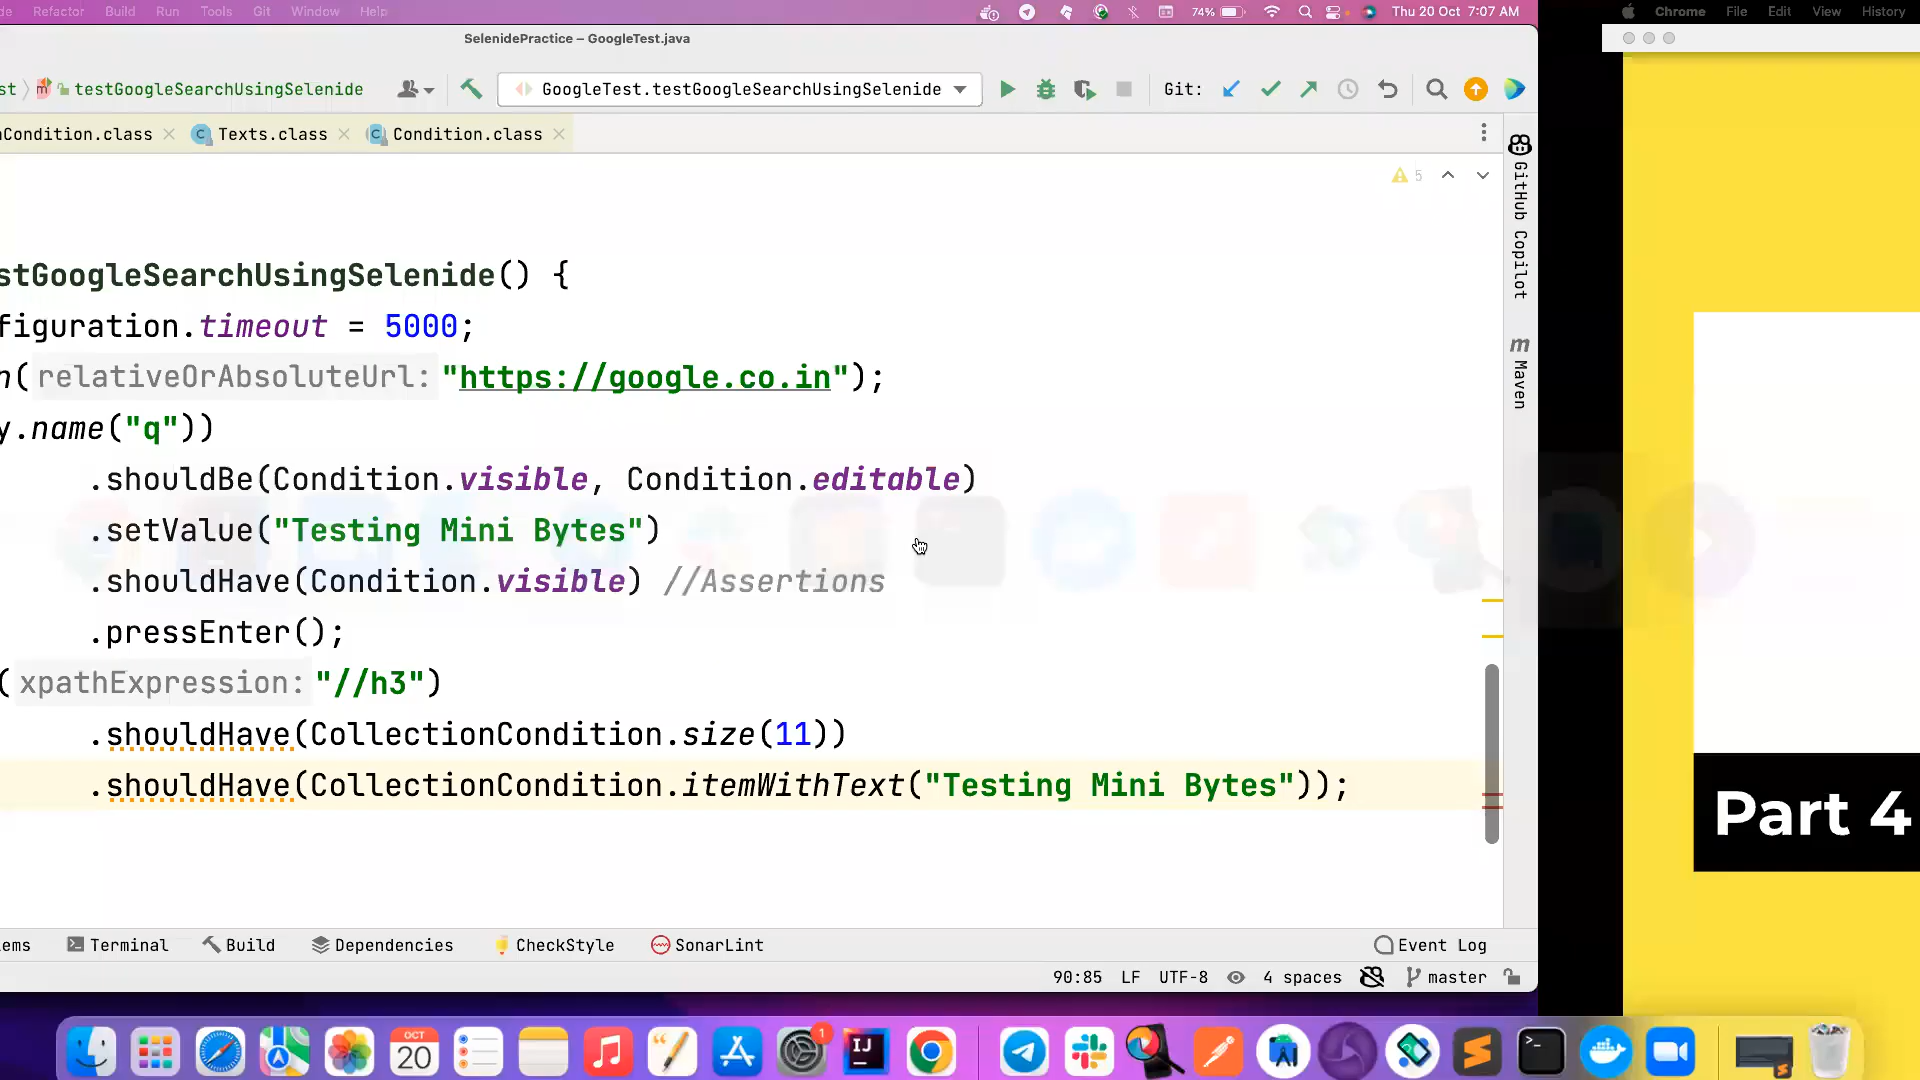 de Refactor Build Run Tools Git Window Help 74% Thu 20 Oct 7:07 AM
Chrome File Edit View History
SelenidePractice – GoogleTest.java
st testGoogleSearchUsingSelenide GoogleTest.testGoogleSearchUsingSelenide Git:
nCondition.class Texts.class Condition.class
5
GitHub Copilot
Maven
stGoogleSearchUsingSelenide() {
figuration.timeout = 5000;
n( relativeOrAbsoluteUrl: "https://google.co.in");
y.name("q"))
.shouldBe(Condition.visible, Condition.editable)
.setValue("Testing Mini Bytes")
.shouldHave(Condition.visible) //Assertions
.pressEnter();
( xpathExpression: "//h3")
.shouldHave(CollectionCondition.size(11))
.shouldHave(CollectionCondition.itemWithText("Testing Mini Bytes"));
Part 4
ems Terminal Build Dependencies CheckStyle SonarLint Event Log
90:85 LF UTF-8 4 spaces master
OCT
20
1
IJ